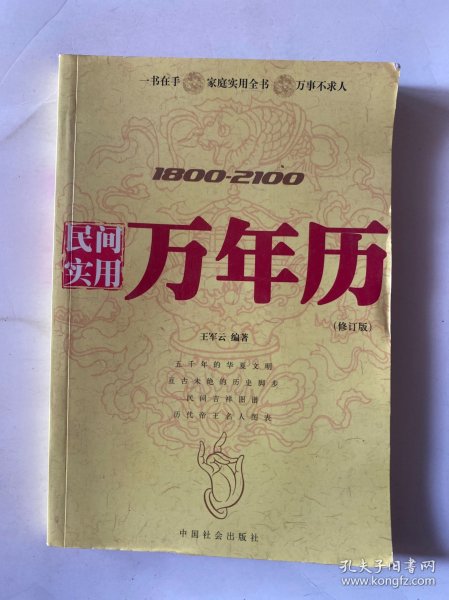 一书在手 家庭实用全书 万事不求人
1800-2100
民间
实用
万年历
(修订版)
王军云 编著
五千年的华夏文明
亘古未绝的历史脚步
民间吉祥图谱
历代帝王名人图表
中国社会出版社
孔夫子旧书网
www.kongfz.com